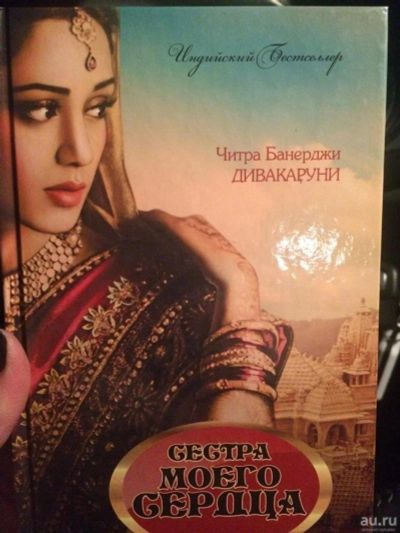 Индийский Бестселлер
Читра Банерджи
ДИВАКАРУНИ
СЕСТРА
МОЕГО
СЕРДЦА
au.ru